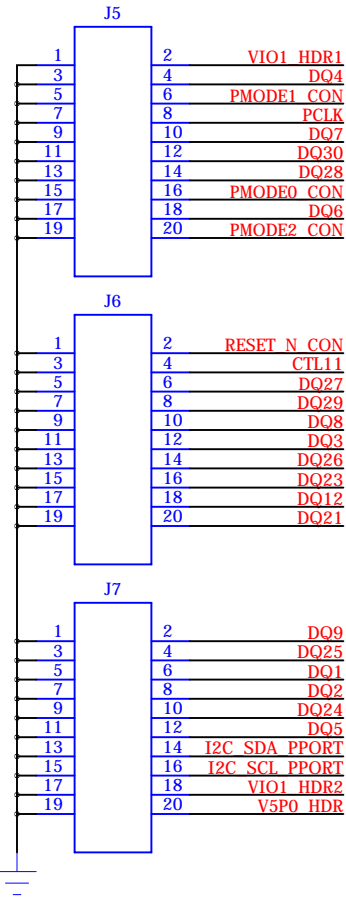 J5
1 2 VIO1_HDR1
3 4 DQ4
5 6 PMODE1_CON
7 8 PCLK
9 10 DQ7
11 12 DQ30
13 14 DQ28
15 16 PMODE0_CON
17 18 DQ6
19 20 PMODE2_CON
J6
1 2 RESET_N_CON
3 4 CTL11
5 6 DQ27
7 8 DQ29
9 10 DQ8
11 12 DQ3
13 14 DQ26
15 16 DQ23
17 18 DQ12
19 20 DQ21
J7
1 2 DQ9
3 4 DQ25
5 6 DQ1
7 8 DQ2
9 10 DQ24
11 12 DQ5
13 14 I2C_SDA_PPORT
15 16 I2C_SCL_PPORT
17 18 VIO1_HDR2
19 20 V5P0_HDR